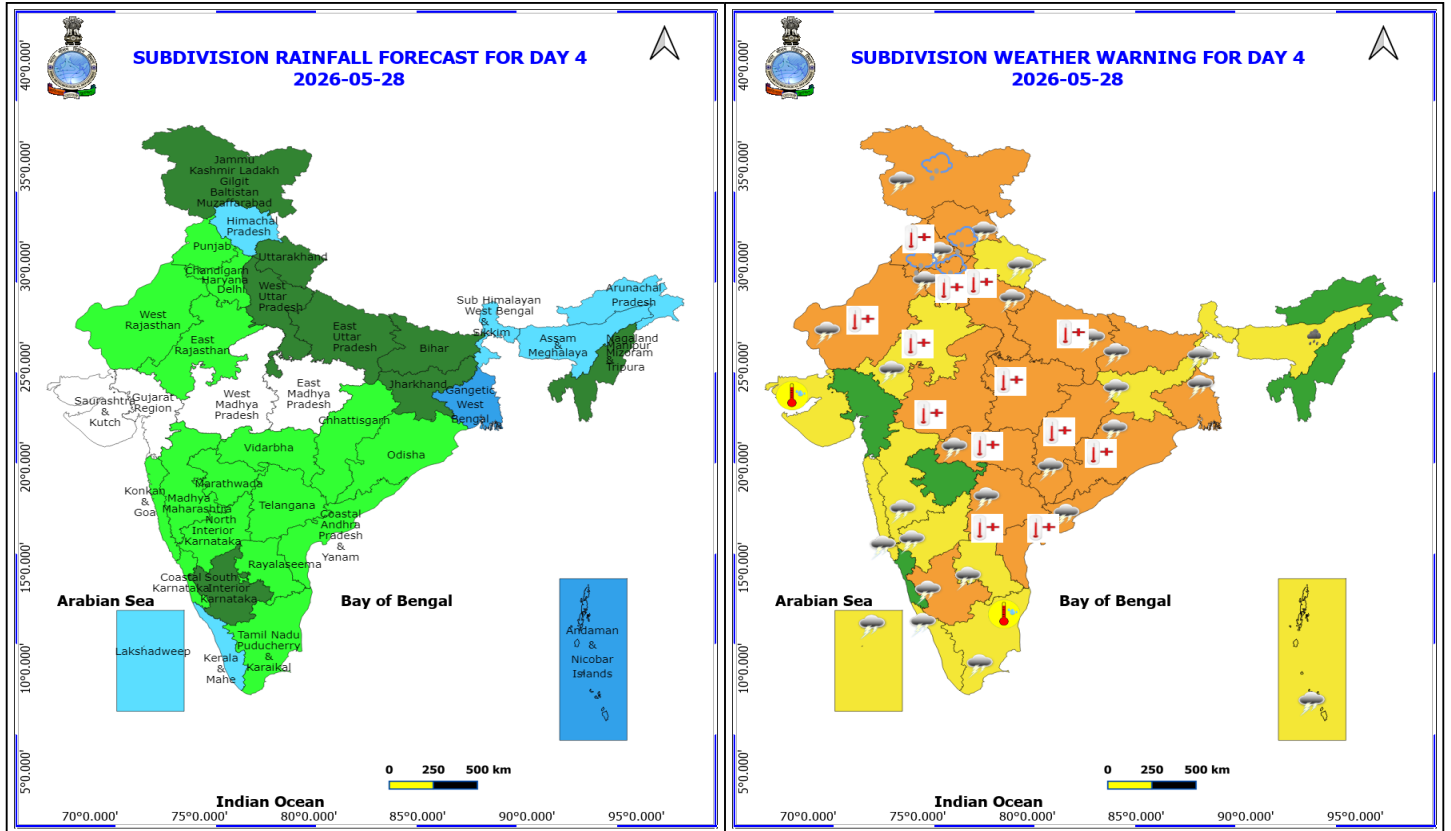 SUBDIVISION RAINFALL FORECAST FOR DAY 4
2026-05-28
40°0.000'
35°0.000'
30°0.000'
25°0.000'
20°0.000'
15°0.000'
10°0.000'
5°0.000'
Jammu
Kashmir Ladakh
Gilgit
Baltistan
Muzaffarabad
Himachal
Pradesh
Punjab
Uttarakhand
Chandigarh
Haryana
Delhi
West
Uttar
Pradesh
West
Rajasthan
East
Rajasthan
East
Uttar
Pradesh
Bihar
Sub Himalayan
West Bengal
&
Sikkim
Arunachal
Pradesh
Assam
&
Meghalaya
Nagaland
Manipur
Mizoram
&
Tripura
Jharkhand
Gangetic
West
Bengal
Saurashtra
&
Kutch
Gujarat
Region
West
Madhya
Pradesh
East
Madhya
Pradesh
Chhattisgarh
Vidarbha
Odisha
Konkan
&
Goa
Marathwada
Madhya
Maharashtra
North
Interior
Karnataka
Telangana
Coastal
Andhra
Pradesh
&
Yanam
Rayalaseema
Coastal
Karnataka
South
Interior
Karnataka
Arabian Sea
Bay of Bengal
Lakshadweep
Kerala
&
Mahe
Tamil Nadu
Puducherry
&
Karaikal
Andaman
&
Nicobar
Islands
0 250 500 km
Indian Ocean
70°0.000' 75°0.000' 80°0.000' 85°0.000' 90°0.000' 95°0.000'
SUBDIVISION WEATHER WARNING FOR DAY 4
2026-05-28
40°0.000'
35°0.000'
30°0.000'
25°0.000'
20°0.000'
15°0.000'
10°0.000'
5°0.000'
Arabian Sea
Bay of Bengal
0 250 500 km
Indian Ocean
70°0.000' 75°0.000' 80°0.000' 85°0.000' 90°0.000' 95°0.000'